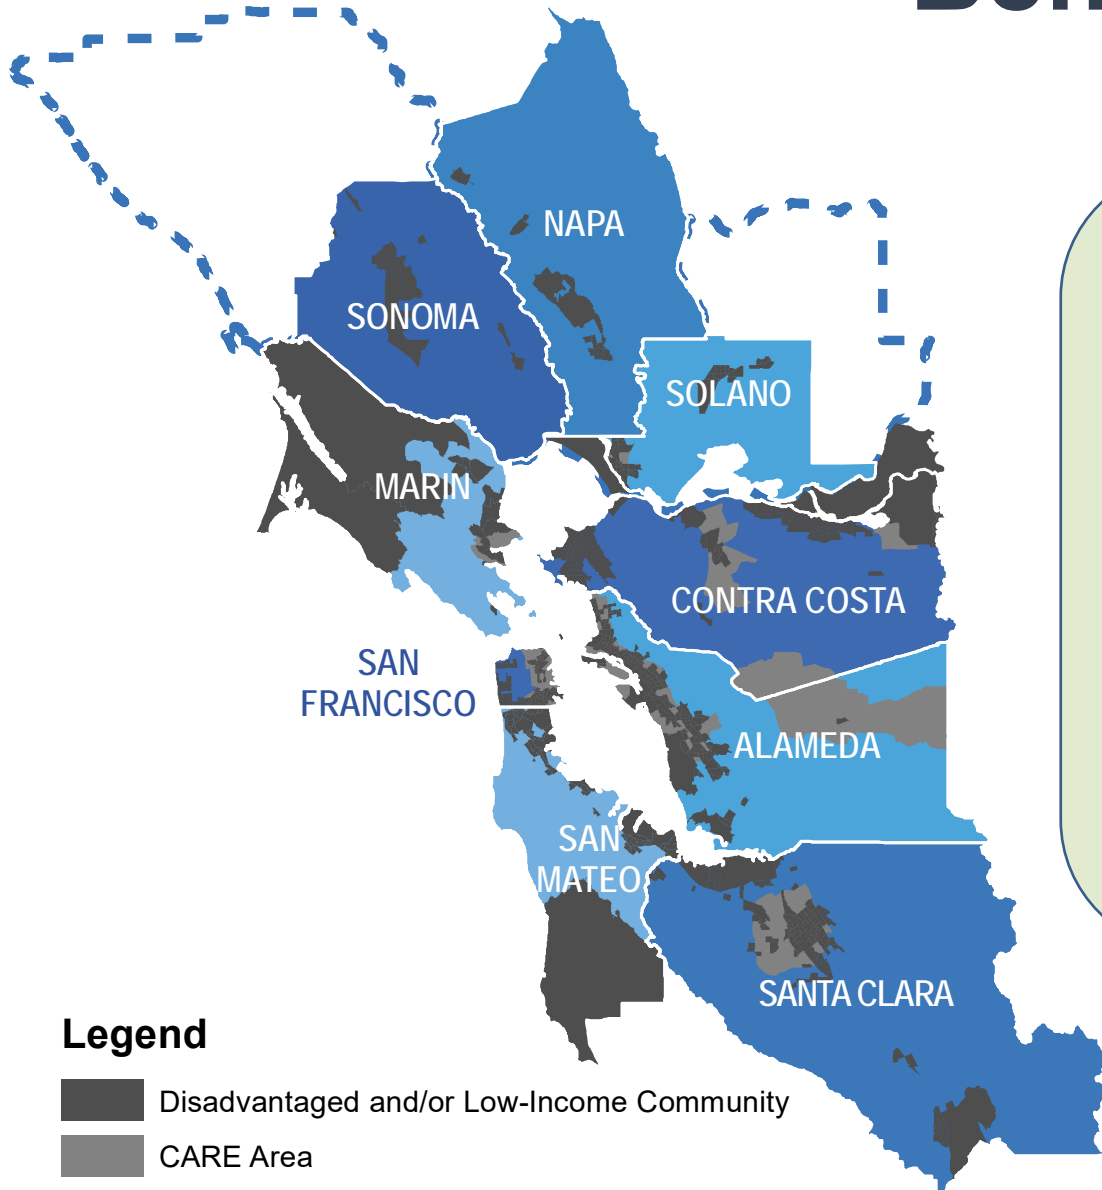 NAPA
SONOMA
SOLANO
MARIN
CONTRA COSTA
SAN
FRANCISCO
ALAMEDA
SAN
MATEO
SANTA CLARA
Legend
Disadvantaged and/or Low-Income Community
CARE Area